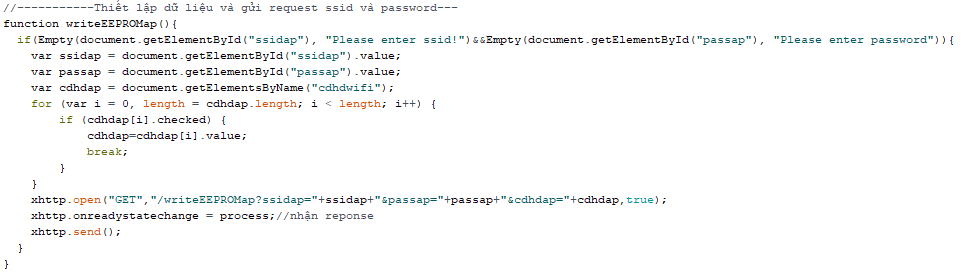 //-----------Thiết lập dữ liệu và gửi request ssid và password---
function writeEEPROMap(){
  if(Empty(document.getElementById("ssidap"), "Please enter ssid!")&&Empty(document.getElementById("passap"), "Please enter password")){
    var ssidap = document.getElementById("ssidap").value;
    var passap = document.getElementById("passap").value;
    var cdhdap = document.getElementsByName("cdhdwifi");
    for (var i = 0, length = cdhdap.length; i < length; i++) {
        if (cdhdap[i].checked) {
            cdhdap=cdhdap[i].value;
            break;
        }
    }
    xhttp.open("GET","/writeEEPROMap?ssidap="+ssidap+"&passap="+passap+"&cdhdap="+cdhdap,true);
    xhttp.onreadystatechange = process;//nhận reponse
    xhttp.send();
  }
}